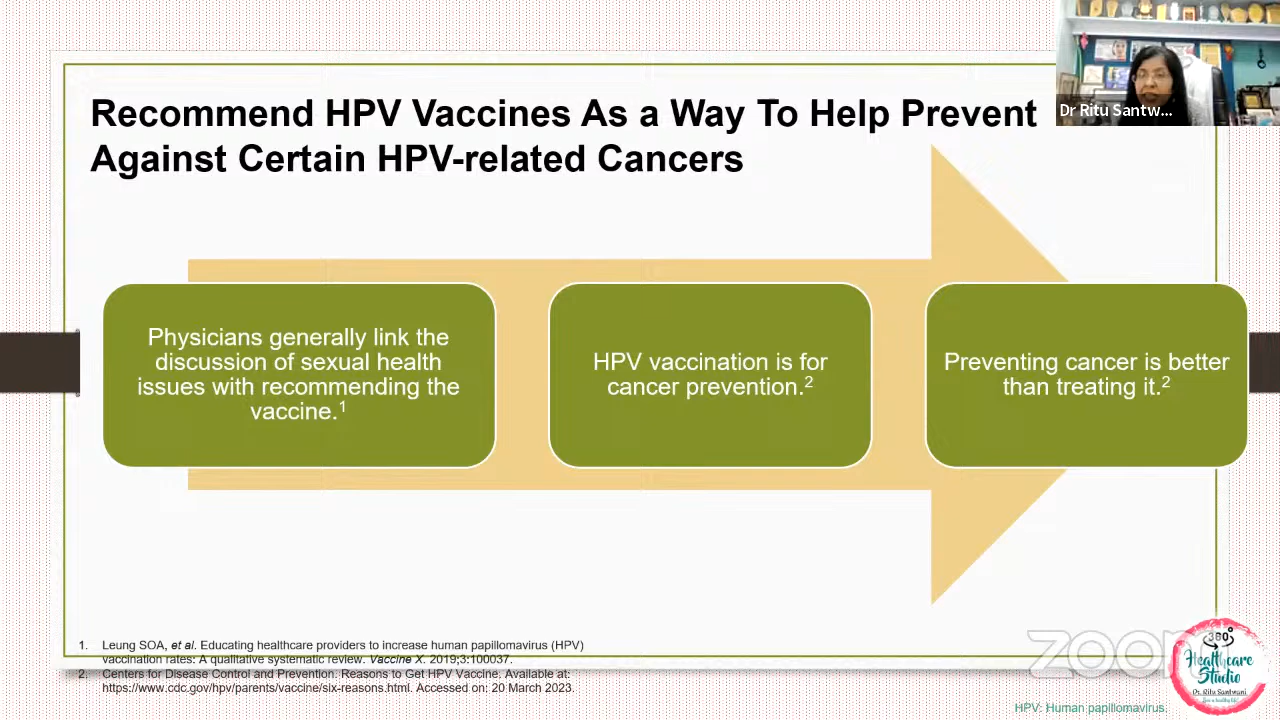 Recommend HPV Vaccines As a Way To Help Prevent
Against Certain HPV-related Cancers
Dr Ritu Santw...
Physicians generally link the
discussion of sexual health
issues with recommending the
vaccine.1
HPV vaccination is for
cancer prevention.2
Preventing cancer is better
than treating it.2
1. Leung SOA, et al. Educating healthcare providers to increase human papillomavirus (HPV)
vaccination rates: A qualitative systematic review. Vaccine X. 2019;3:100037.
2. Centers for Disease Control and Prevention. Reasons to Get HPV Vaccine. Available at:
https://www.cdc.gov/hpv/parents/vaccine/six-reasons.html. Accessed on: 20 March 2023.
zoom
360°
Healthcare
Studio
Dr. Ritu Santwani
HPV: Human papillomavirus.